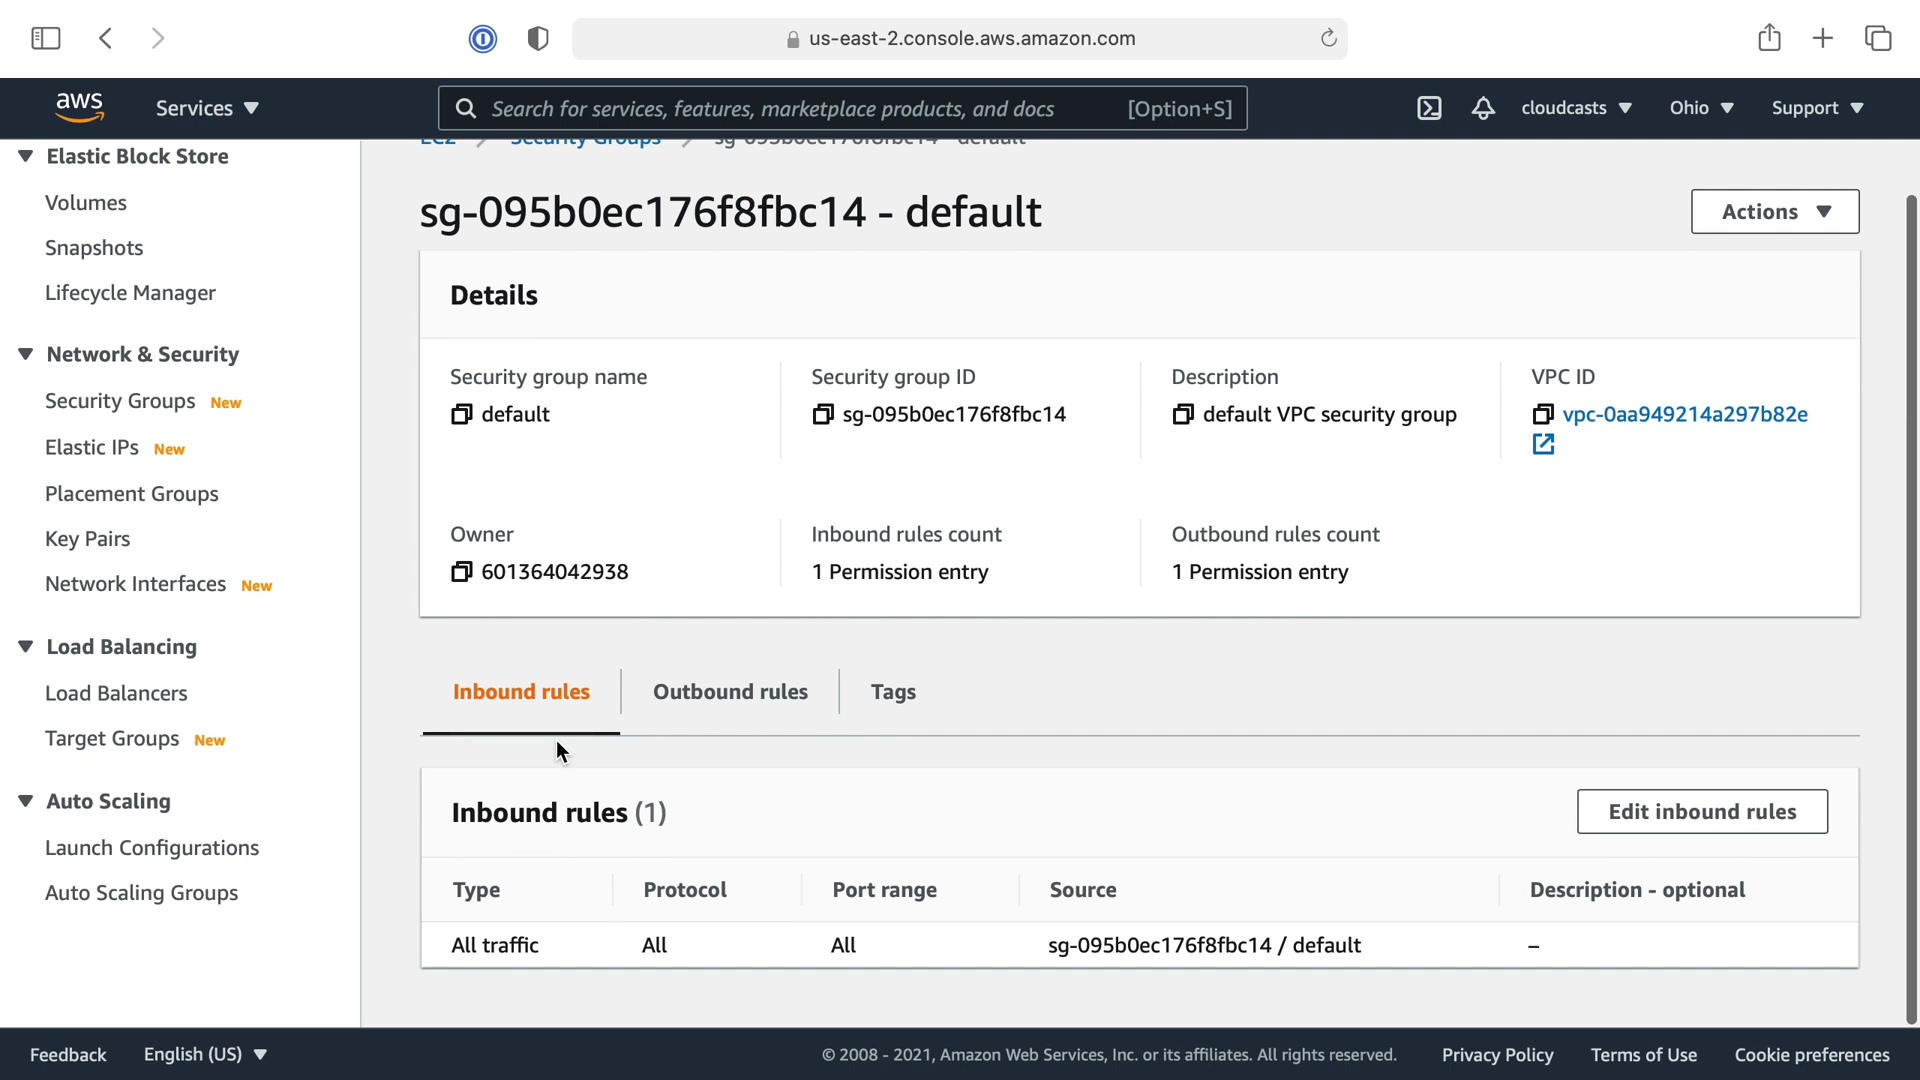 us-east-2.console.aws.amazon.com
aws
Services
Search for services, features, marketplace products, and docs [Option+S]
cloudcasts
Ohio
Support
EC2 / Security Groups / sg-095b0ec176f8fbc14 - default
Elastic Block Store
Volumes
Snapshots
Lifecycle Manager
Network & Security
Security Groups New
Elastic IPs New
Placement Groups
Key Pairs
Network Interfaces New
Load Balancing
Load Balancers
Target Groups New
Auto Scaling
Launch Configurations
Auto Scaling Groups
sg-095b0ec176f8fbc14 - default
Actions
Details
Security group name
default
Security group ID
sg-095b0ec176f8fbc14
Description
default VPC security group
VPC ID
vpc-0aa949214a297b82e
Owner
601364042938
Inbound rules count
1 Permission entry
Outbound rules count
1 Permission entry
Inbound rules
Outbound rules
Tags
Inbound rules (1)
Edit inbound rules
Type Protocol Port range Source Description - optional
All traffic All All sg-095b0ec176f8fbc14 / default –
Feedback
English (US)
© 2008 - 2021, Amazon Web Services, Inc. or its affiliates. All rights reserved.
Privacy Policy
Terms of Use
Cookie preferences